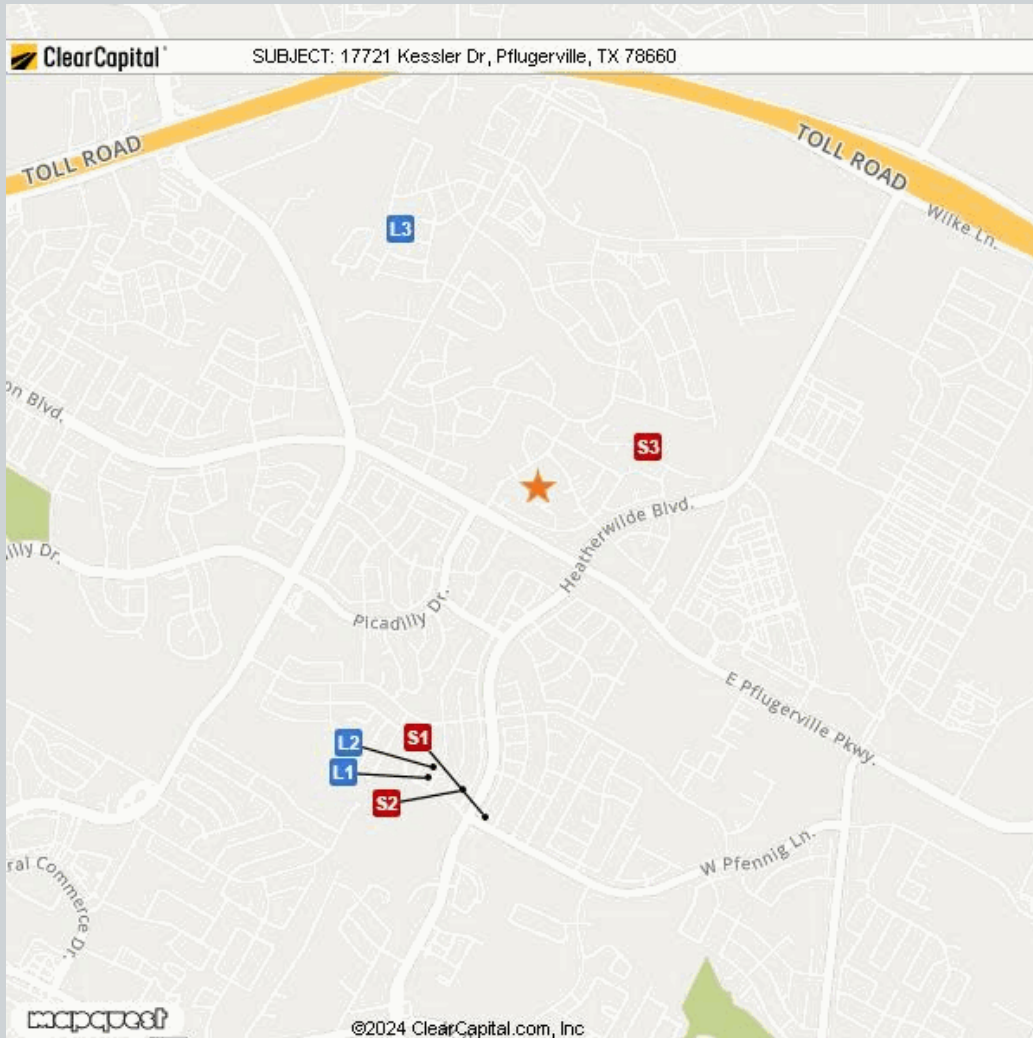 ClearCapital
SUBJECT: 17721 Kessler Dr, Pflugerville, TX 78660
TOLL ROAD
TOLL ROAD
Wilke Ln.
L3
on Blvd.
S3
Heatherwilde Blvd.
illy Dr.
Picadilly Dr.
E Pflugerville Pkwy.
S1
L2
L1
S2
W Pfennig Ln.
ral Commerce Dr.
mapquest
©2024 ClearCapital.com, Inc